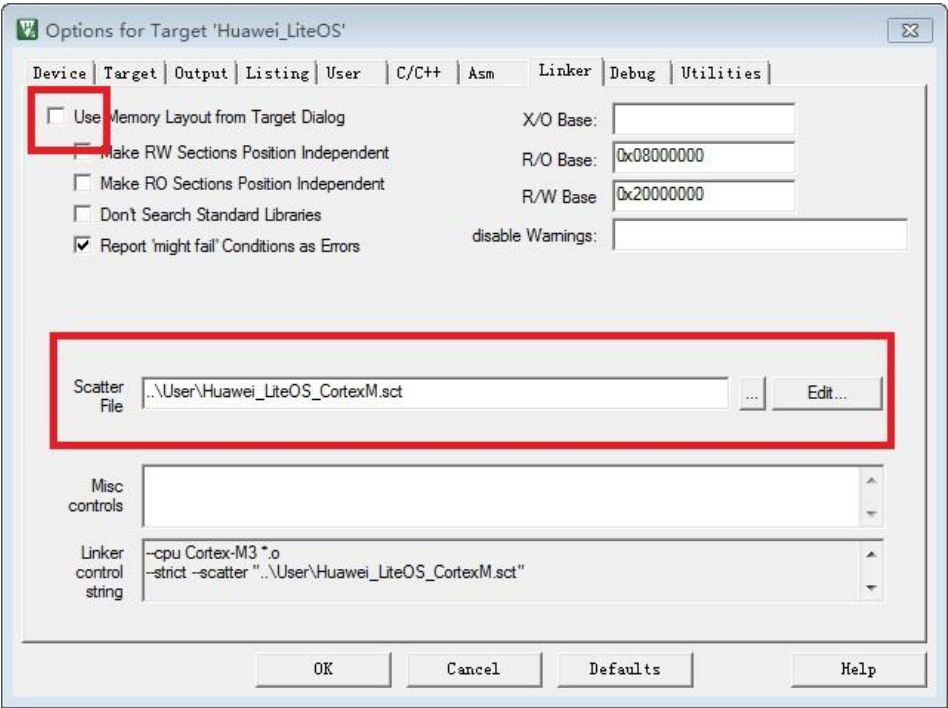 Options for Target 'Huawei_LiteOS'
Device Target Output Listing User C/C++ Asm Linker Debug Utilities
Use Memory Layout from Target Dialog
Make RW Sections Position Independent
Make RO Sections Position Independent
Don't Search Standard Libraries
Report 'might fail' Conditions as Errors
X/O Base:
R/O Base: 0x08000000
R/W Base 0x20000000
disable Warnings:
Scatter
File
..\User\Huawei_LiteOS_CortexM.sct
... Edit...
Misc
controls
Linker
control
string
--cpu Cortex-M3 *.o
--strict --scatter "..\User\Huawei_LiteOS_CortexM.sct"
OK Cancel Defaults Help